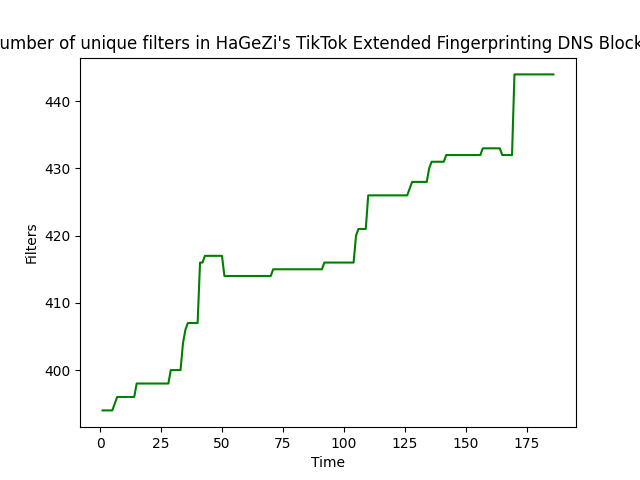 umber of unique filters in HaGeZi's TikTok Extended Fingerprinting DNS Block
440
430
420
410
400
Filters
0 25 50 75 100 125 150 175
Time